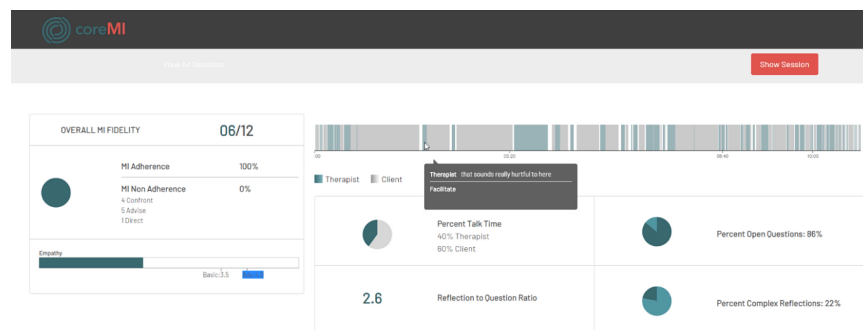 coreMI
View All Sessions
Show Session
OVERALL MI FIDELITY 06/12
MI Adherence 100%
MI Non Adherence 0%
4 Confront
5 Advise
1 Direct
Empathy
Basic:3.5
:00 03:20 06:40 10:00
Therapist Client
Therapist that sounds really hurtful to here
Facilitate
Percent Talk Time
40% Therapist
60% Client
Percent Open Questions: 86%
2.6 Reflection to Question Ratio
Percent Complex Reflections: 22%